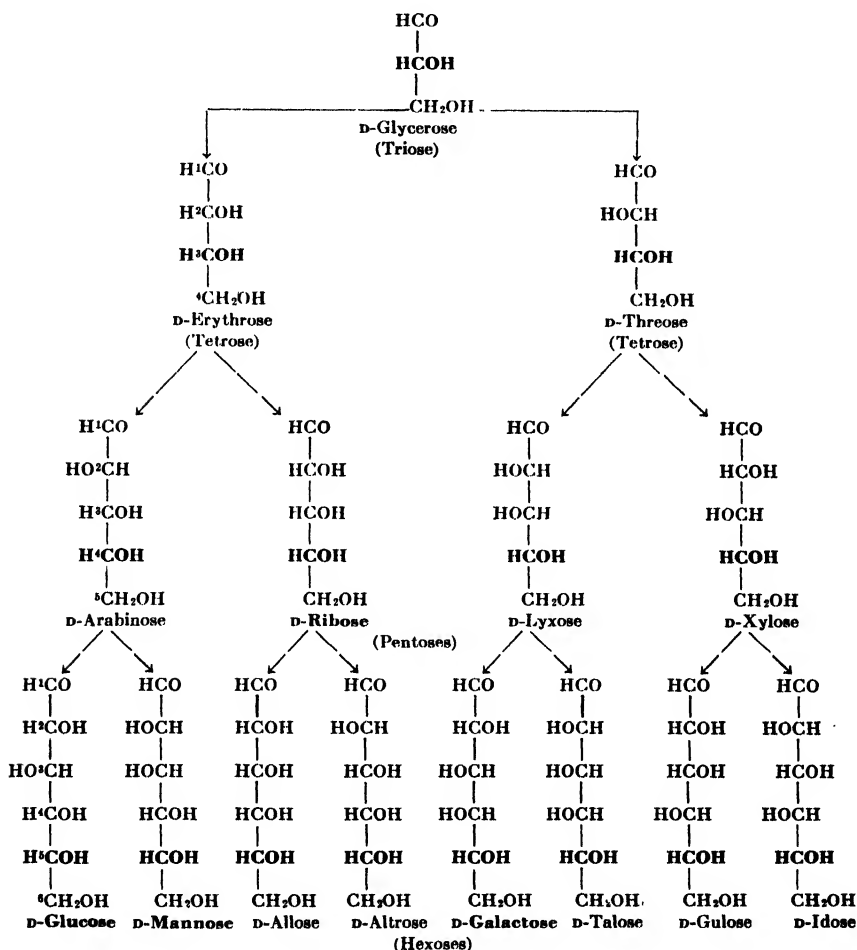 HCO
HCOH
CH₂OH
D-Glycerose
(Triose)
H¹CO HCO
H²COH HOCH
H³COH HCOH
⁴CH₂OH CH₂OH
D-Erythrose D-Threose
(Tetrose) (Tetrose)
H¹CO HCO HCO HCO
HO²CH HCOH HOCH HCOH
H³COH HCOH HOCH HOCH
H⁴COH HCOH HCOH HCOH
⁵CH₂OH CH₂OH CH₂OH CH₂OH
D-Arabinose D-Ribose D-Lyxose D-Xylose
(Pentoses)
H¹CO HCO HCO HCO HCO HCO HCO HCO
H²COH HOCH HCOH HOCH HCOH HOCH HCOH HOCH
HO³CH HOCH HCOH HCOH HOCH HOCH HCOH HCOH
H⁴COH HCOH HCOH HCOH HOCH HOCH HOCH HOCH
H⁵COH HCOH HCOH HCOH HCOH HCOH HCOH HCOH
⁶CH₂OH CH₂OH CH₂OH CH₂OH CH₂OH CH₂OH CH₂OH CH₂OH
D-Glucose D-Mannose D-Allose D-Altrose D-Galactose D-Talose D-Gulose D-Idose
(Hexoses)